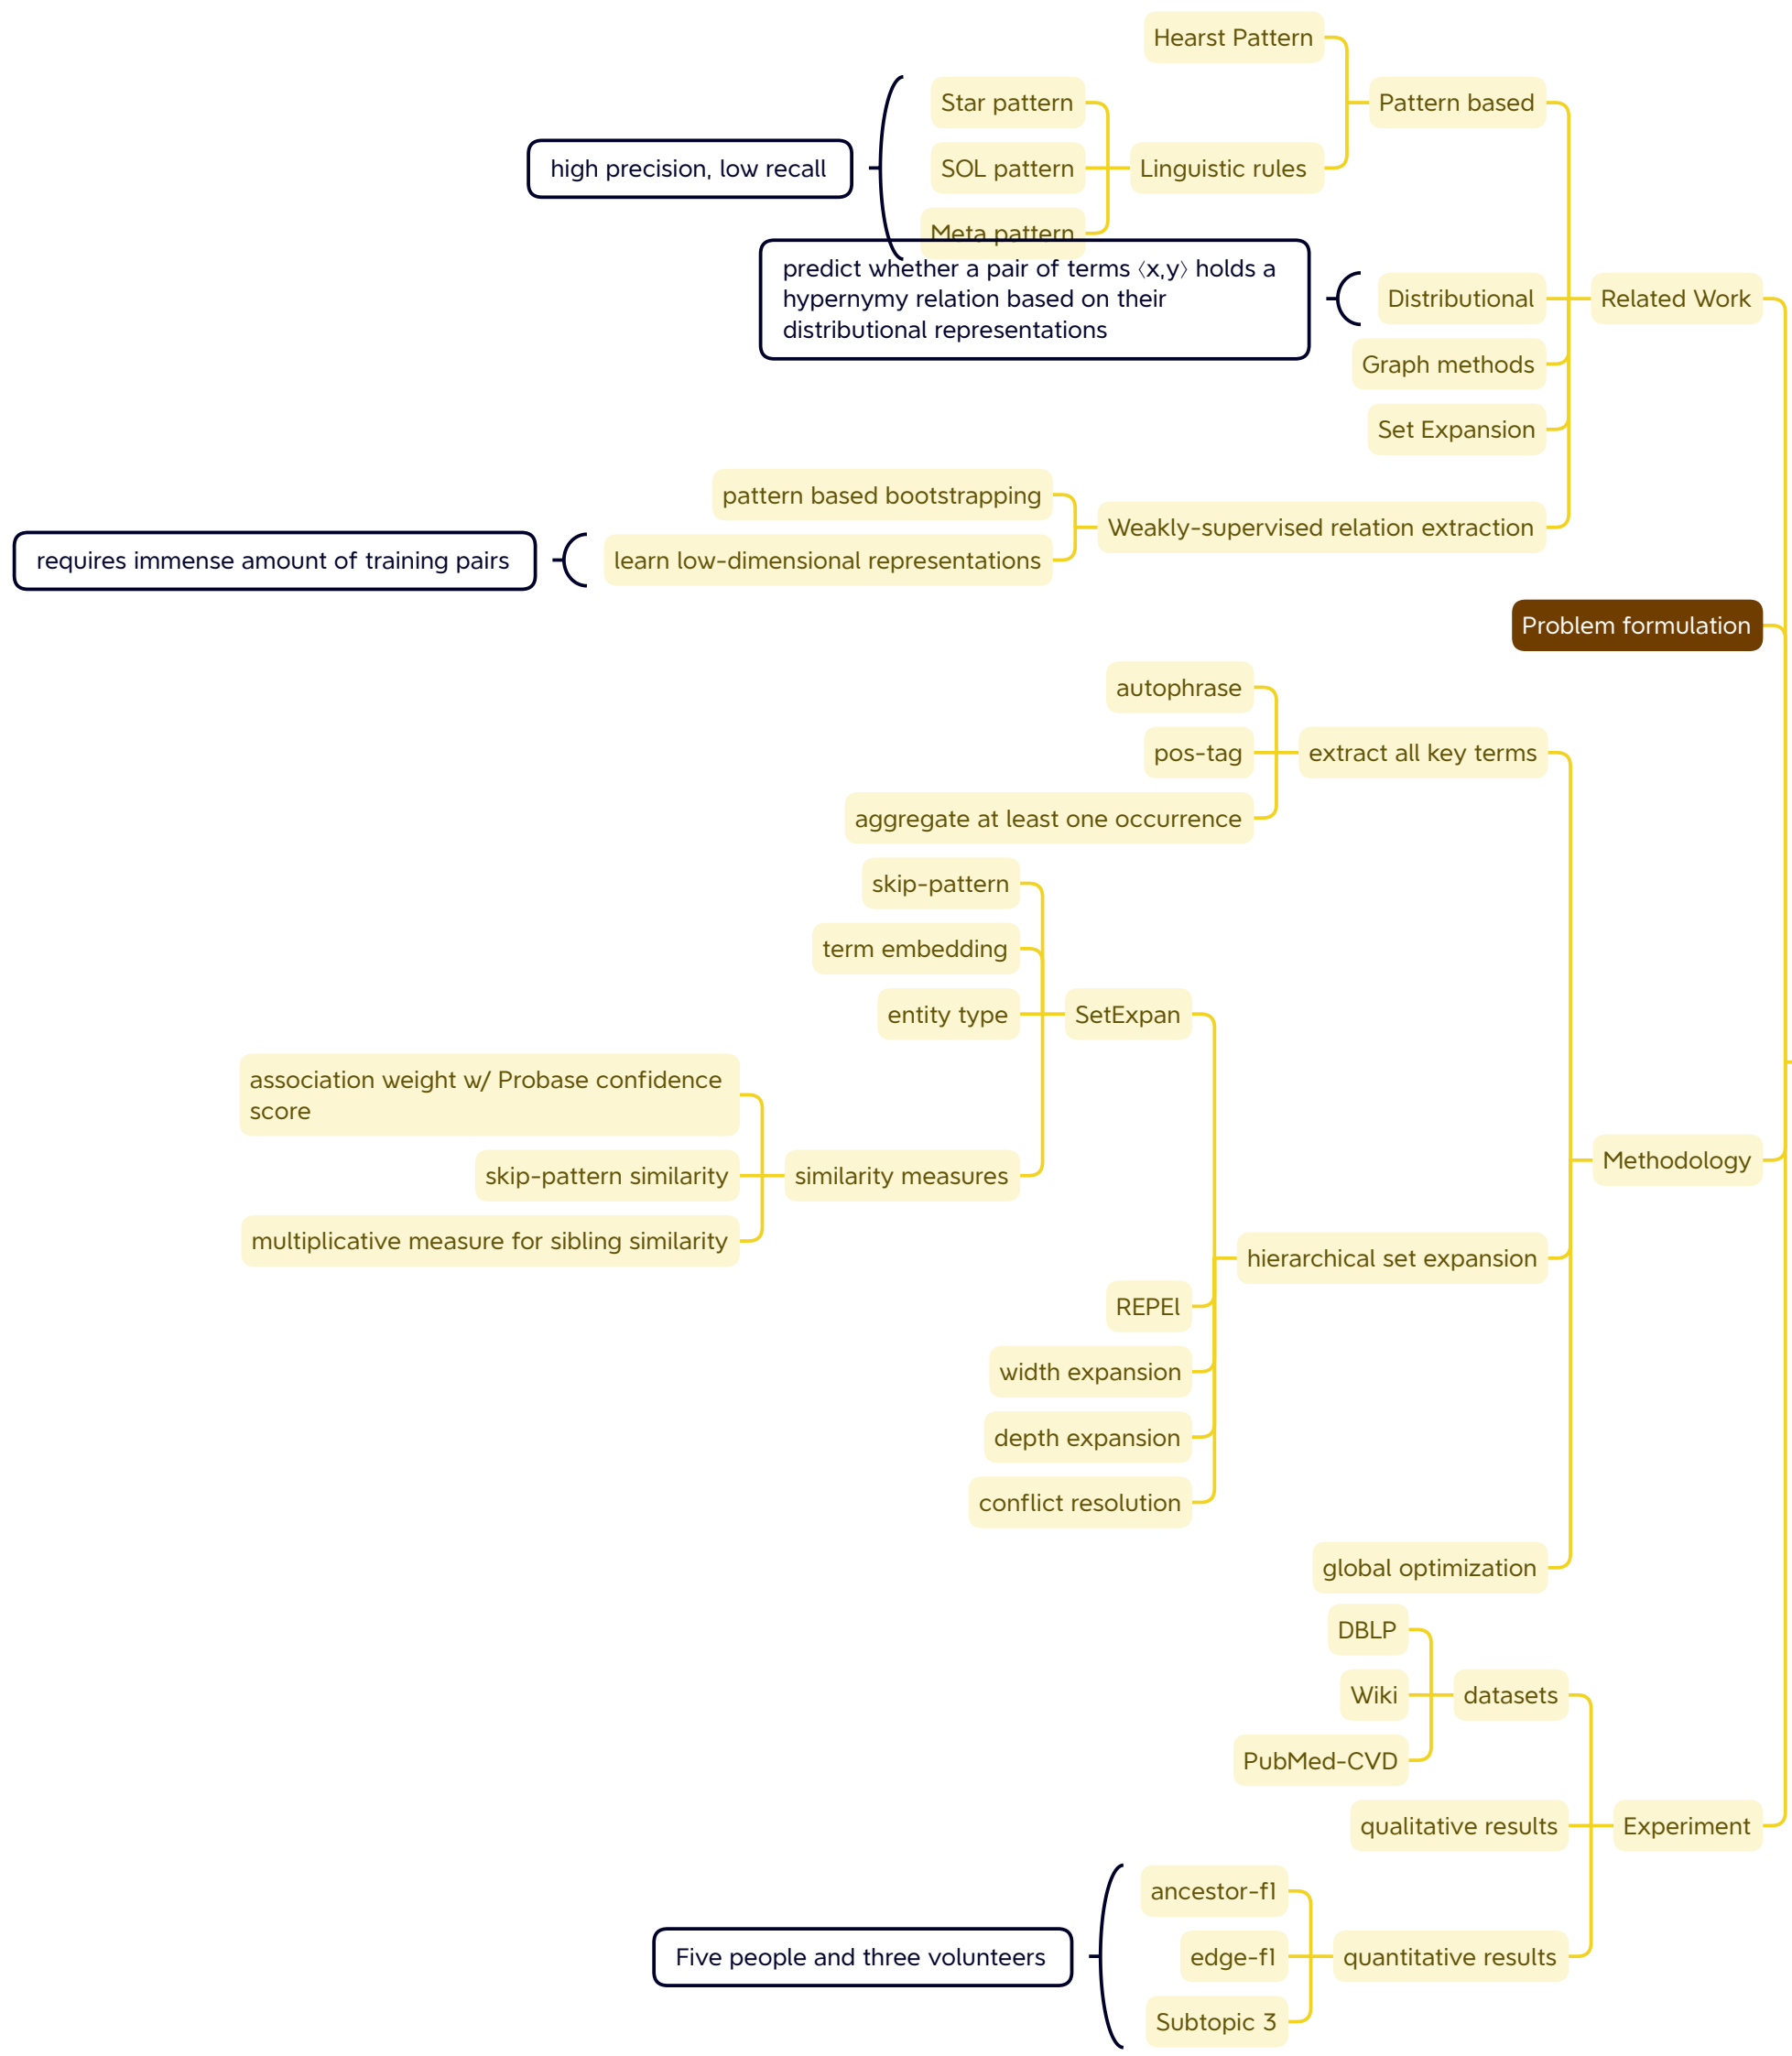 Hearst Pattern
Star pattern
Pattern based
high precision, low recall
SOL pattern
Linguistic rules
Meta pattern
predict whether a pair of terms ⟨x,y⟩ holds a
hypernymy relation based on their
distributional representations
Distributional
Related Work
Graph methods
Set Expansion
pattern based bootstrapping
Weakly-supervised relation extraction
requires immense amount of training pairs
learn low-dimensional representations
Problem formulation
autophrase
pos-tag
extract all key terms
aggregate at least one occurrence
skip-pattern
term embedding
entity type
SetExpan
association weight w/ Probase confidence
score
skip-pattern similarity
similarity measures
Methodology
multiplicative measure for sibling similarity
hierarchical set expansion
REPEl
width expansion
depth expansion
conflict resolution
global optimization
DBLP
Wiki
datasets
PubMed-CVD
qualitative results
Experiment
ancestor-f1
Five people and three volunteers
edge-f1
quantitative results
Subtopic 3